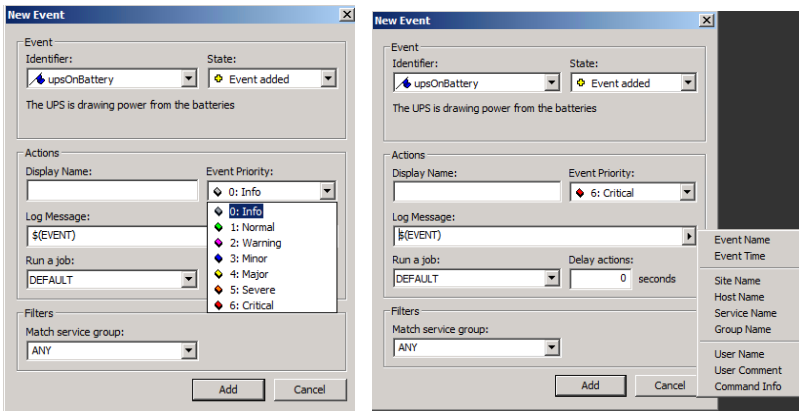 New Event
Event
Identifier:
State:
upsOnBattery
Event added
The UPS is drawing power from the batteries
Actions
Display Name:
Event Priority:
0: Info
0: Info
1: Normal
2: Warning
3: Minor
4: Major
5: Severe
6: Critical
Log Message:
$(EVENT)
Run a job:
DEFAULT
Filters
Match service group:
ANY
Add
Cancel
New Event
Event
Identifier:
State:
upsOnBattery
Event added
The UPS is drawing power from the batteries
Actions
Display Name:
Event Priority:
6: Critical
Log Message:
$(EVENT)
Run a job:
Delay actions:
DEFAULT
0 seconds
Filters
Match service group:
ANY
Add
Cancel
Event Name
Event Time
Site Name
Host Name
Service Name
Group Name
User Name
User Comment
Command Info